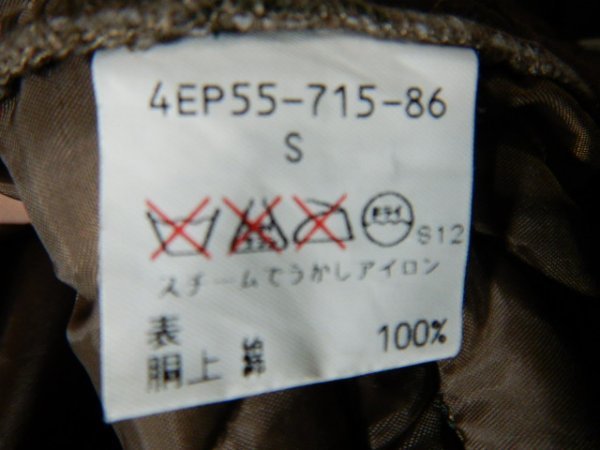 4EP55-715-86
S
ドライ S12
スチームでうかしアイロン
表
胴上 綿 100%